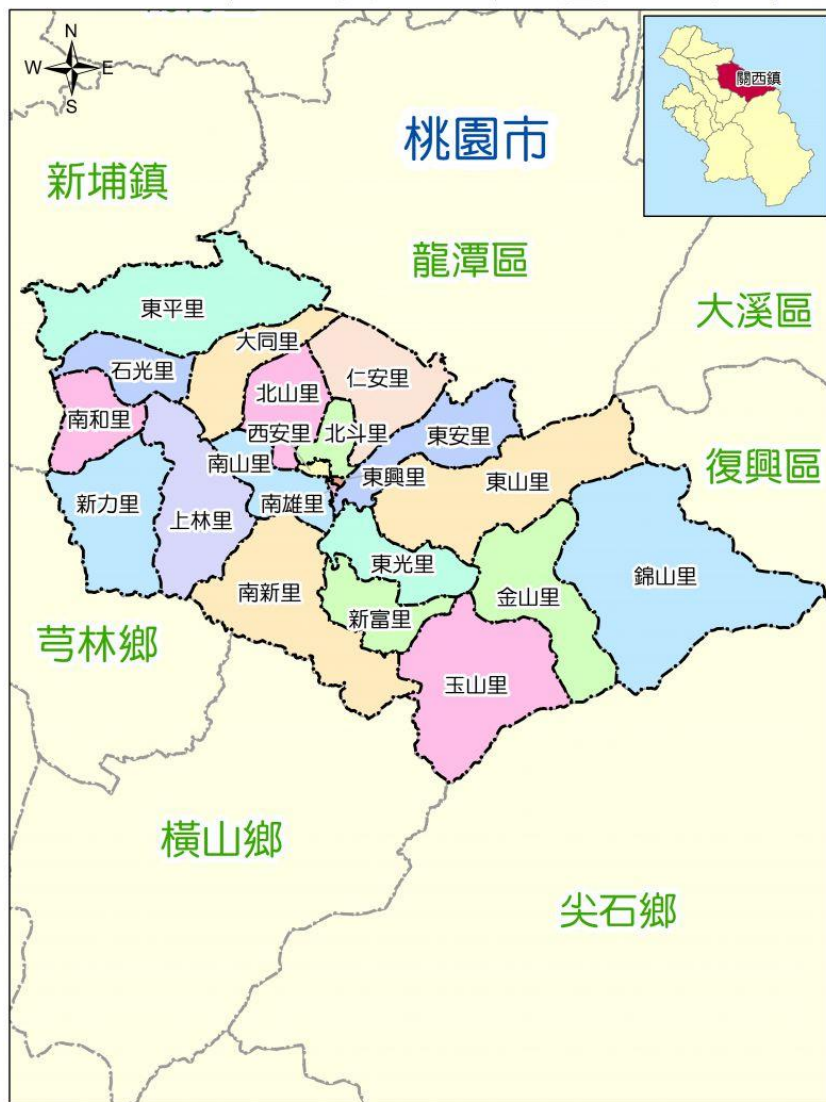 N
W
E
S
關西鎮
桃園市
新埔鎮
龍潭區
大溪區
東平里
大同里
石光里
北山里
仁安里
南和里
西安里
北斗里
東安里
南山里
東興里
東山里
復興區
新力里
上林里
南雄里
東光里
錦山里
南新里
新富里
金山里
芎林鄉
玉山里
橫山鄉
尖石鄉